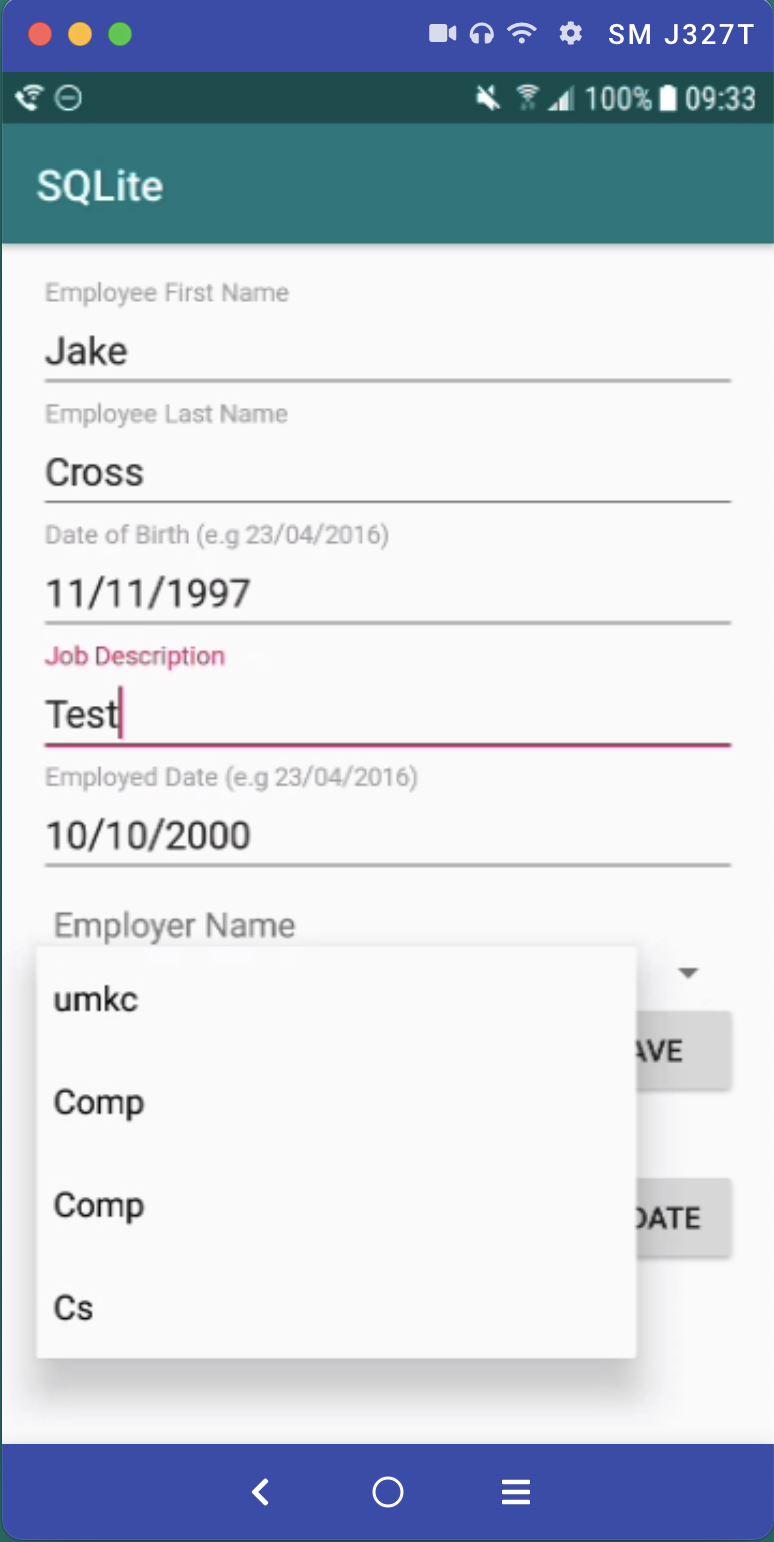 SM J327T
100% 09:33
SQLite
Employee First Name
Jake
Employee Last Name
Cross
Date of Birth (e.g 23/04/2016)
11/11/1997
Job Description
Test
Employed Date (e.g 23/04/2016)
10/10/2000
Employer Name
umkc
Comp
AVE
Comp
DATE
Cs